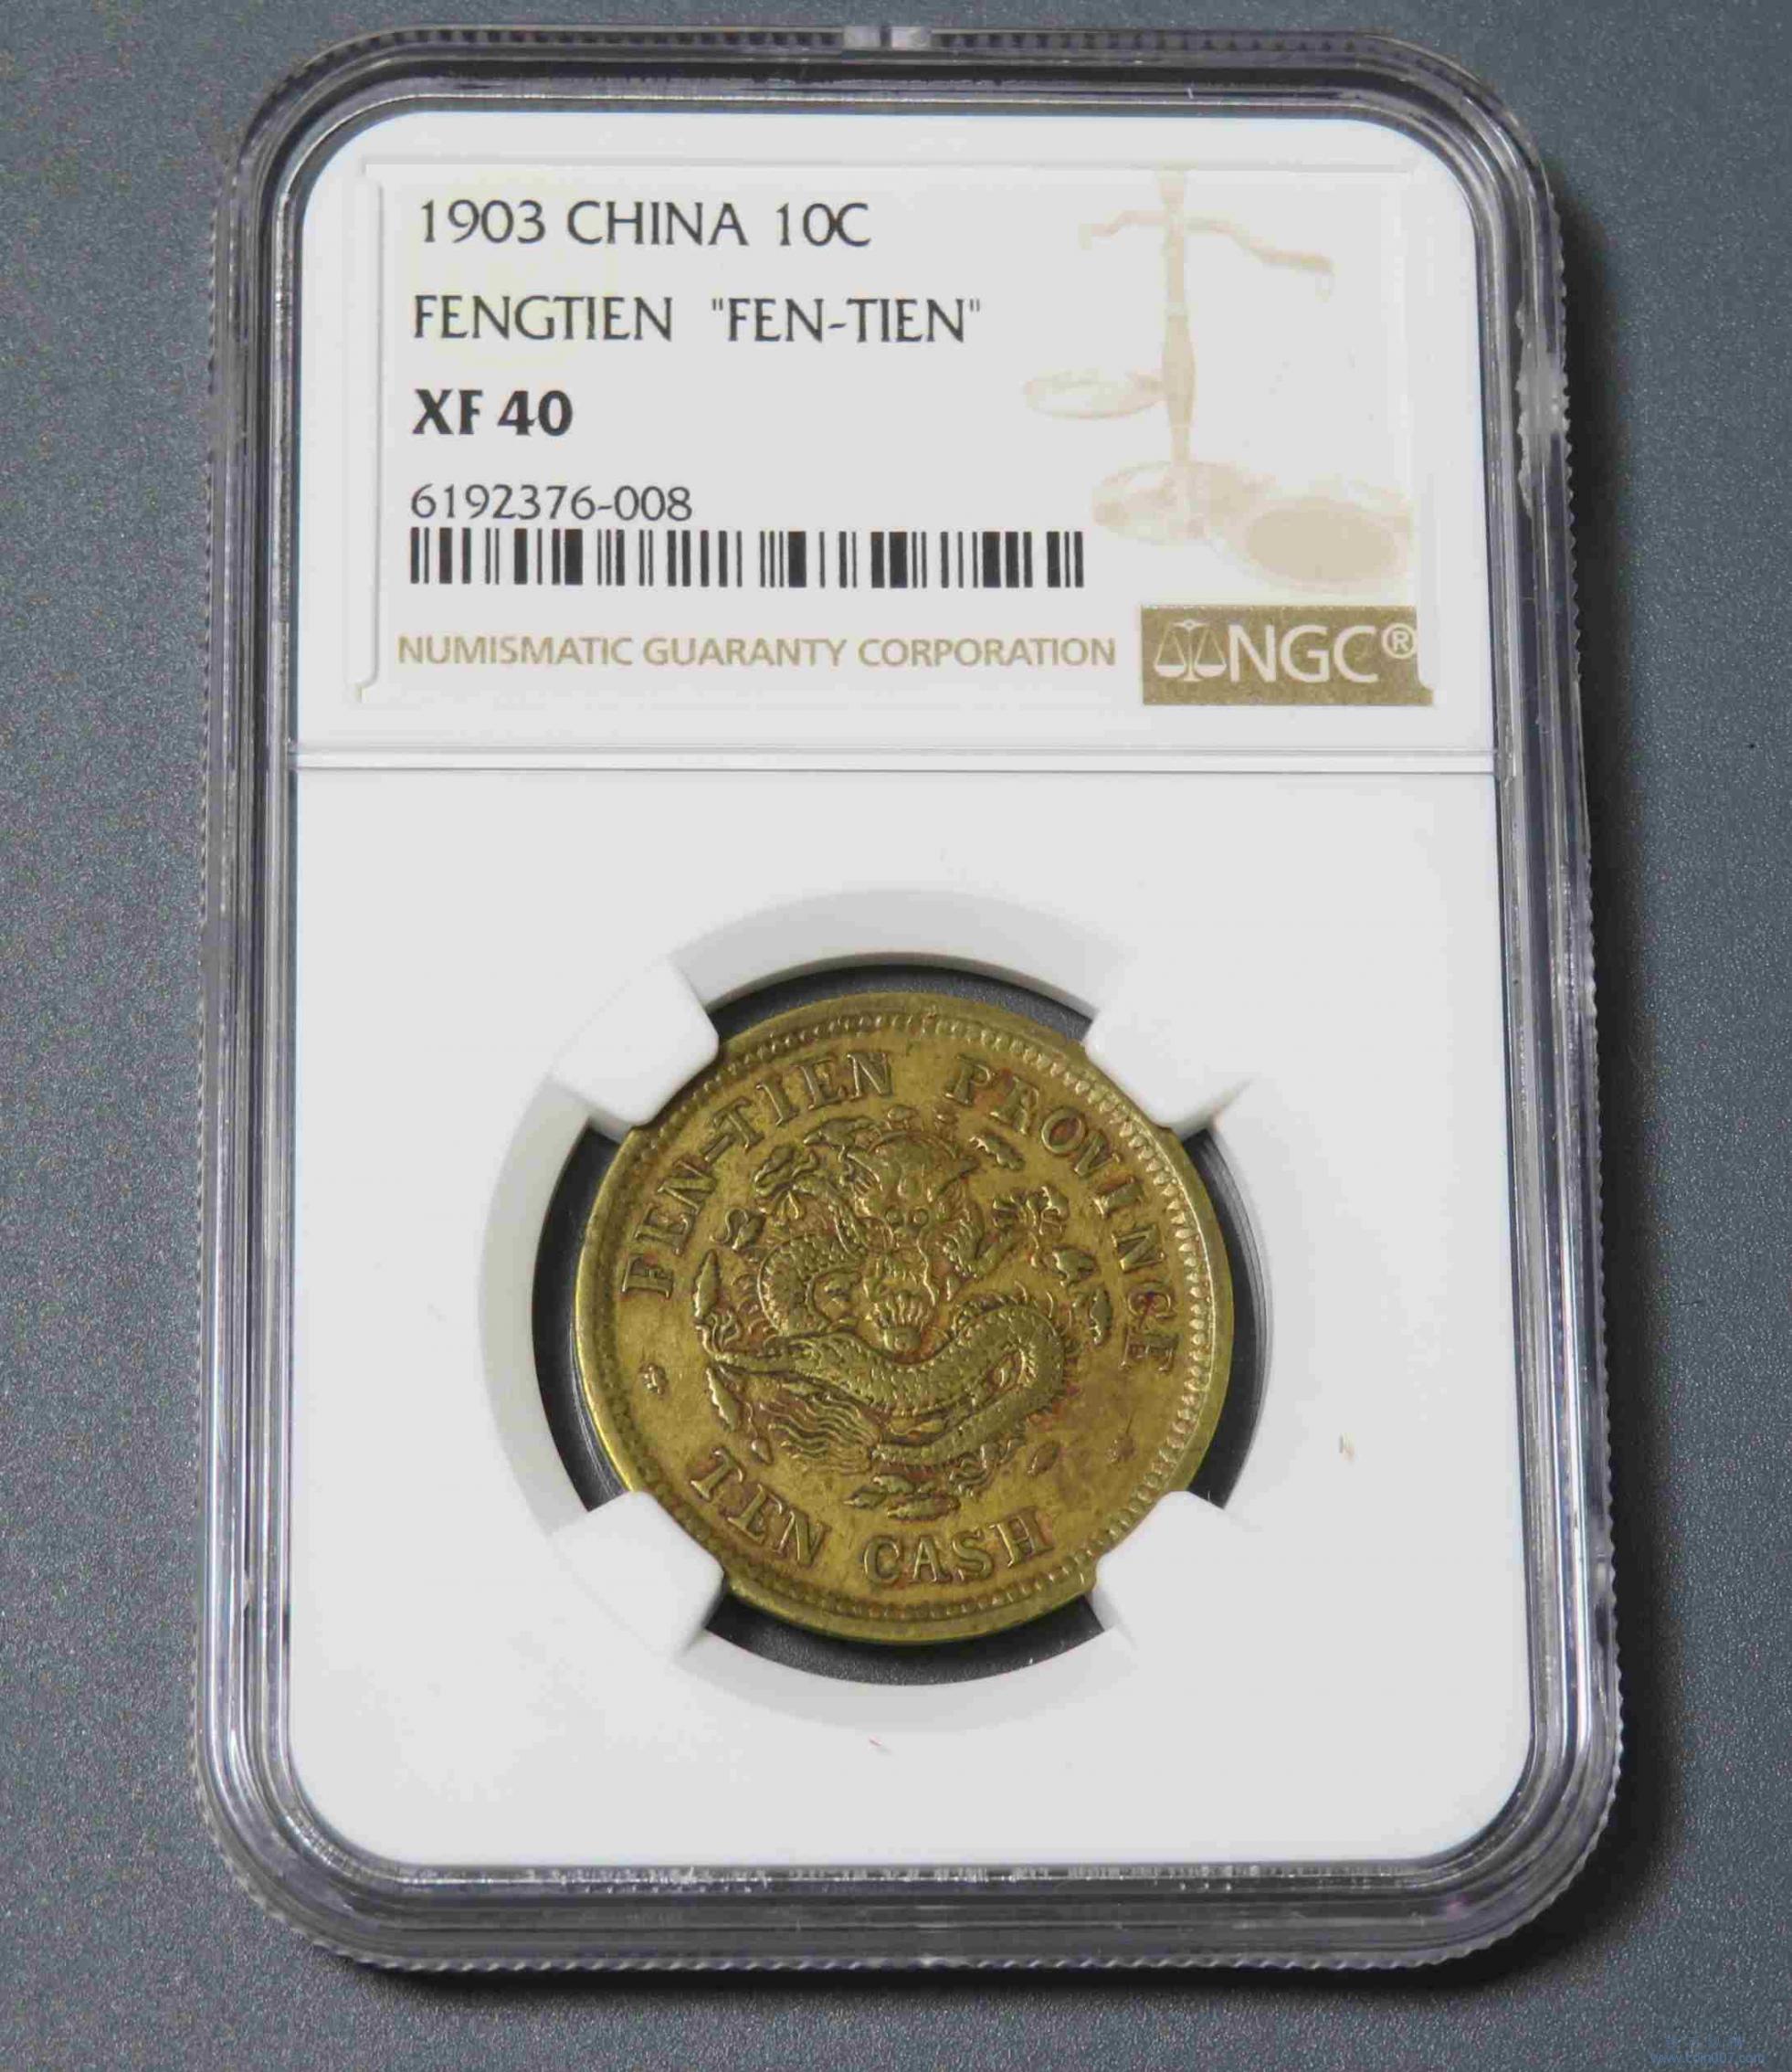 1903 CHINA 10C
FENGTIEN "FEN-TIEN"
XF 40
6192376-008
NUMISMATIC GUARANTY CORPORATION
NGC®
FEN-TIEN PROVINCE
TEN CASH